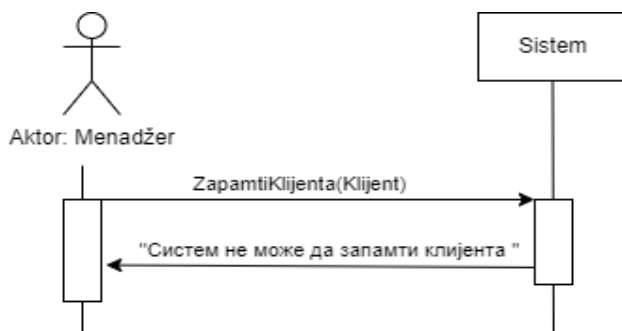 Sistem
Aktor: Menadžer
ZapamtiKlijenta(Klijent)
"Систем не може да запамти клијента "